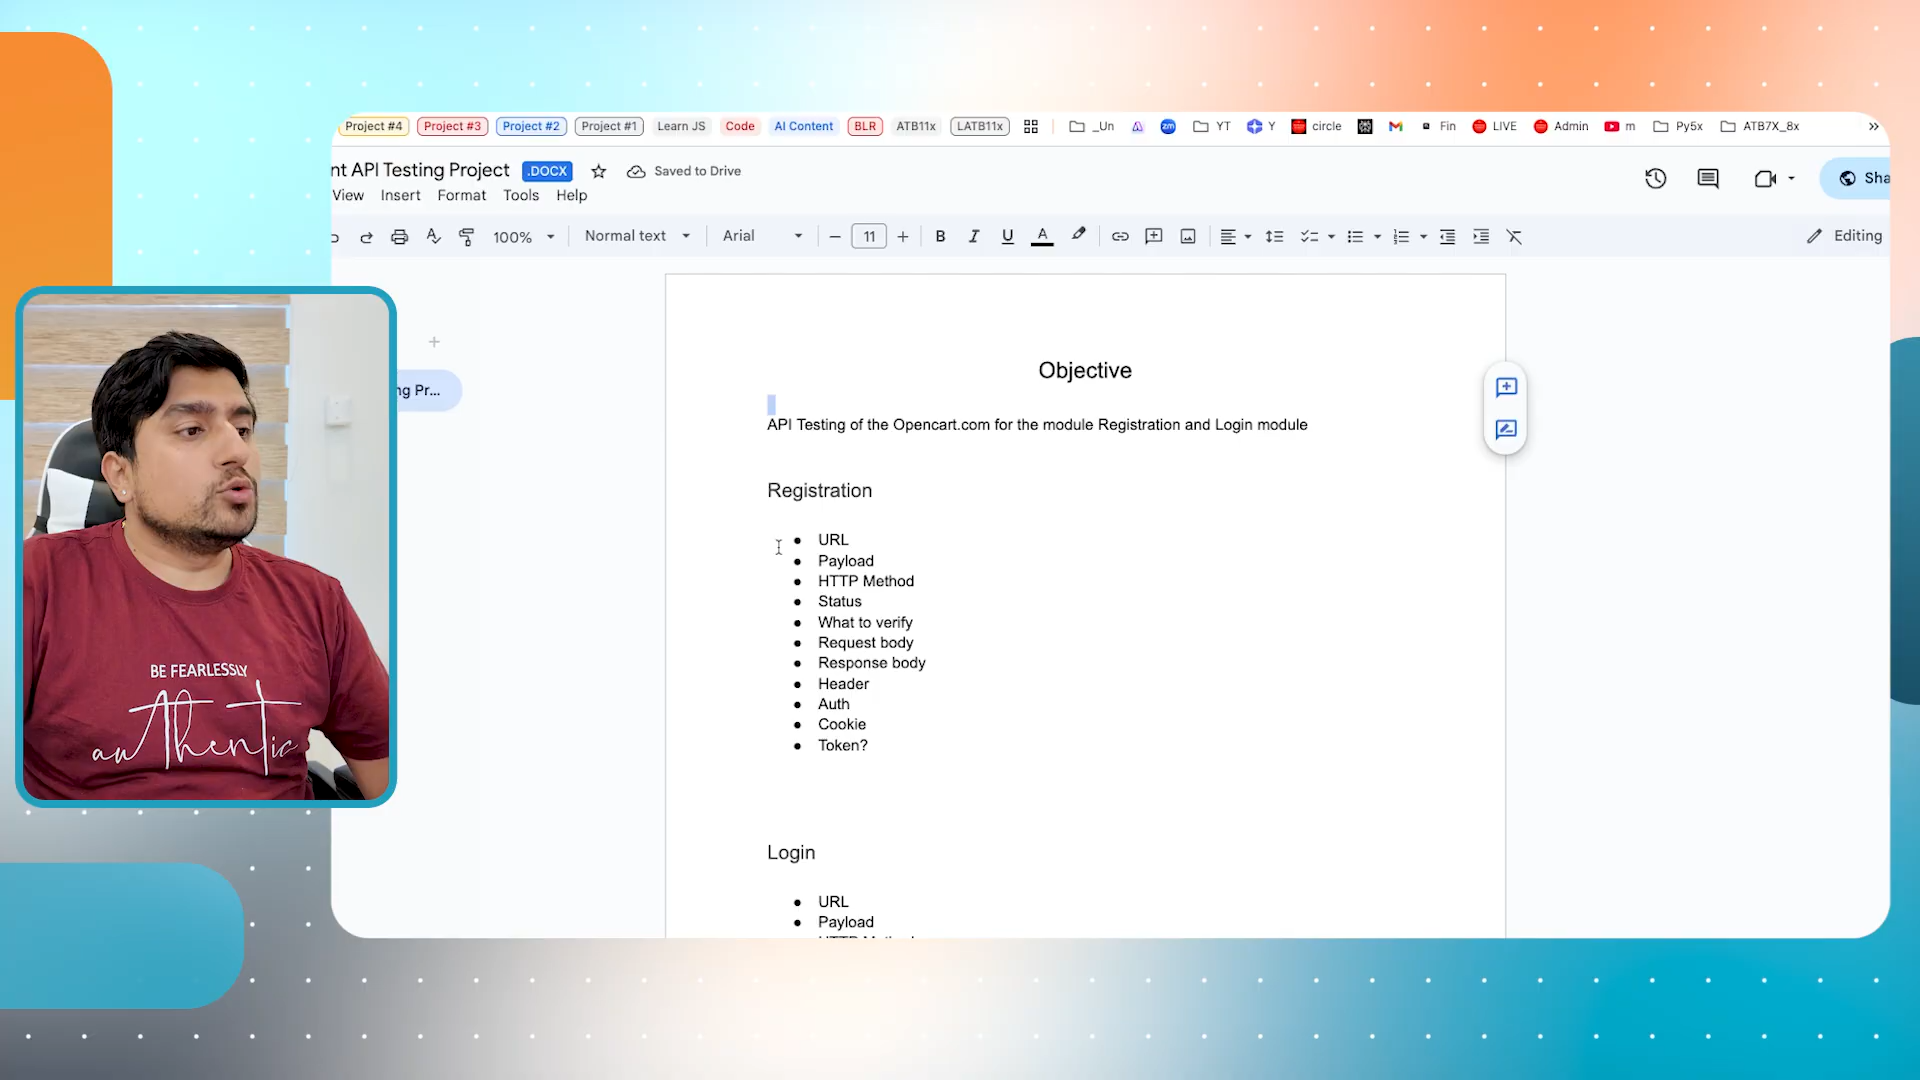 Project #4 Project #3 Project #2 Project #1 Learn JS Code AI Content BLR ATB11x LATB11x _Un zm YT Y circle Fin LIVE Admin m Py5x ATB7X_8x »
nt API Testing Project .DOCX Saved to Drive
View Insert Format Tools Help
Sha
100% Normal text Arial 11 B I U A Editing
ng Pr...
Objective
API Testing of the Opencart.com for the module Registration and Login module
Registration
● URL
● Payload
● HTTP Method
● Status
● What to verify
● Request body
● Response body
● Header
● Auth
● Cookie
● Token?
Login
● URL
● Payload
BE FEARLESSLY
authentic